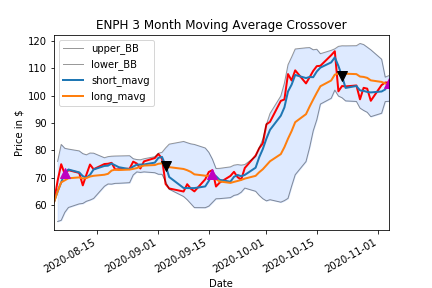 ENPH 3 Month Moving Average Crossover
upper_BB
lower_BB
short_mavg
long_mavg
Price in $
120
110
100
90
80
70
60
2020-08-15
2020-09-01
2020-09-15
2020-10-01
2020-10-15
2020-11-01
Date